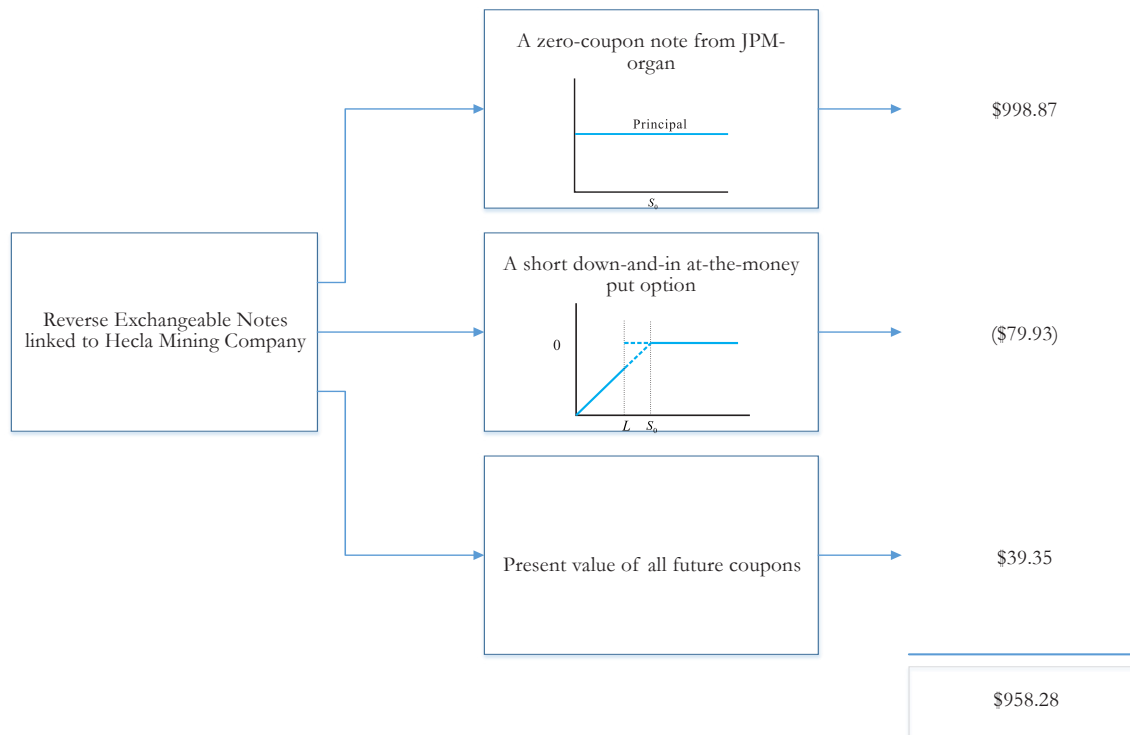 A zero-coupon note from JPM-
organ
Principal
S₀
$998.87
Reverse Exchangeable Notes
linked to Hecla Mining Company
A short down-and-in at-the-money
put option
0
L
S₀
($79.93)
Present value of all future coupons
$39.35
$958.28